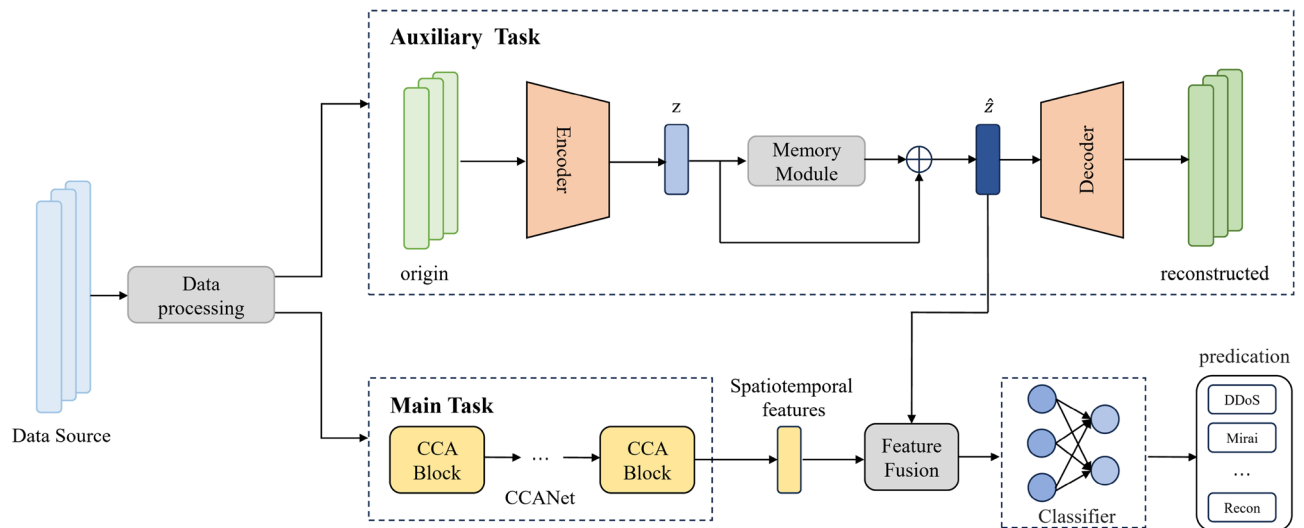 Auxiliary Task
z
ẑ
Encoder
Memory
Module
Decoder
origin
reconstructed
Data
processing
Data Source
Main Task
CCA
Block
...
CCA
Block
CCANet
Spatiotemporal
features
Feature
Fusion
Classifier
predication
DDoS
Mirai
...
Recon